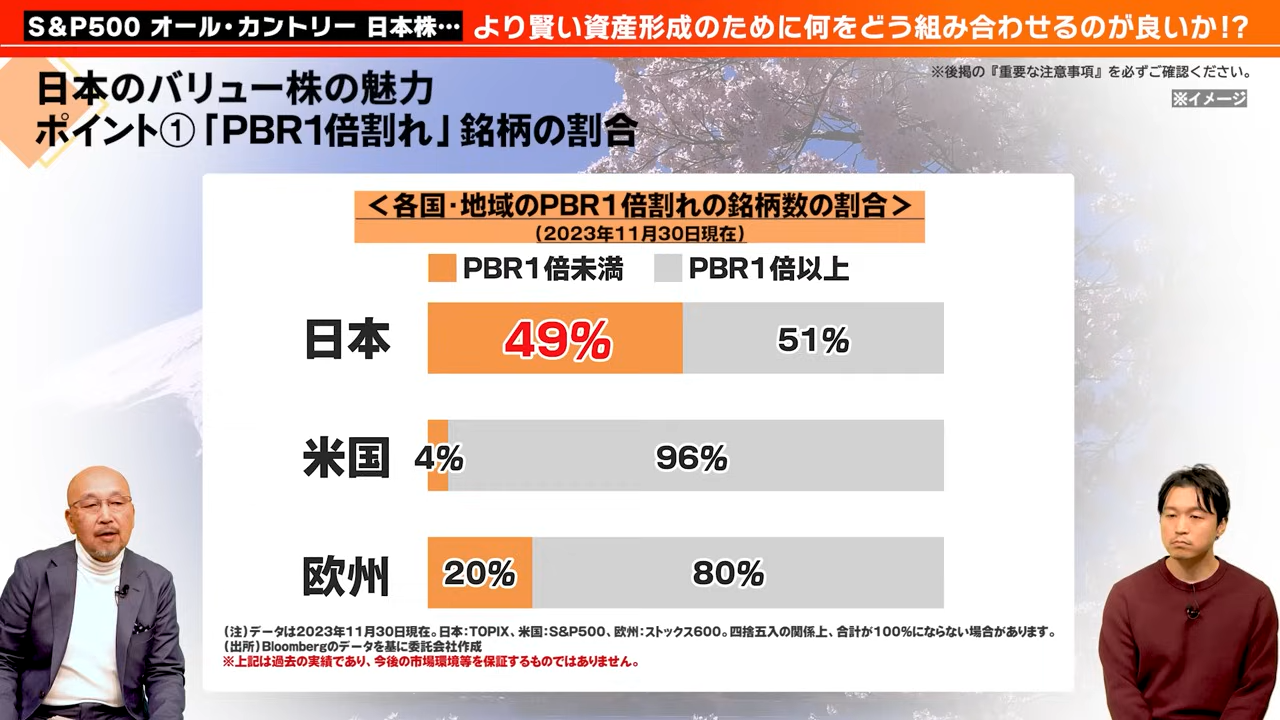 S&P500 オール・カントリー 日本株… より賢い資産形成のために何をどう組み合わせるのが良いか!?
※後掲の『重要な注意事項』を必ずご確認ください。
※イメージ
日本のバリュー株の魅力
ポイント①「PBR1倍割れ」銘柄の割合
＜各国・地域のPBR1倍割れの銘柄数の割合＞
(2023年11月30日現在)
PBR1倍未満 PBR1倍以上
日本 49% 51%
米国 4% 96%
欧州 20% 80%
(注)データは2023年11月30日現在。日本:TOPIX、米国:S&P500、欧州:ストックス600。四捨五入の関係上、合計が100%にならない場合があります。
(出所)Bloombergのデータを基に委託会社作成
※上記は過去の実績であり、今後の市場環境等を保証するものではありません。